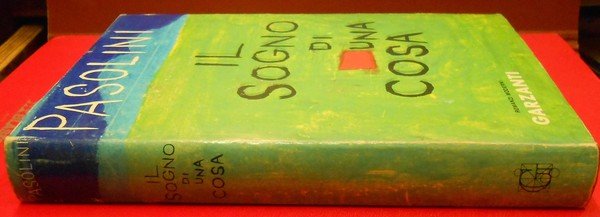 PASOLINI
IL
SOGNO
DI
UNA
COSA
GARZANTI
PASOLINI
IL
SOGNO
DI
UNA
COSA